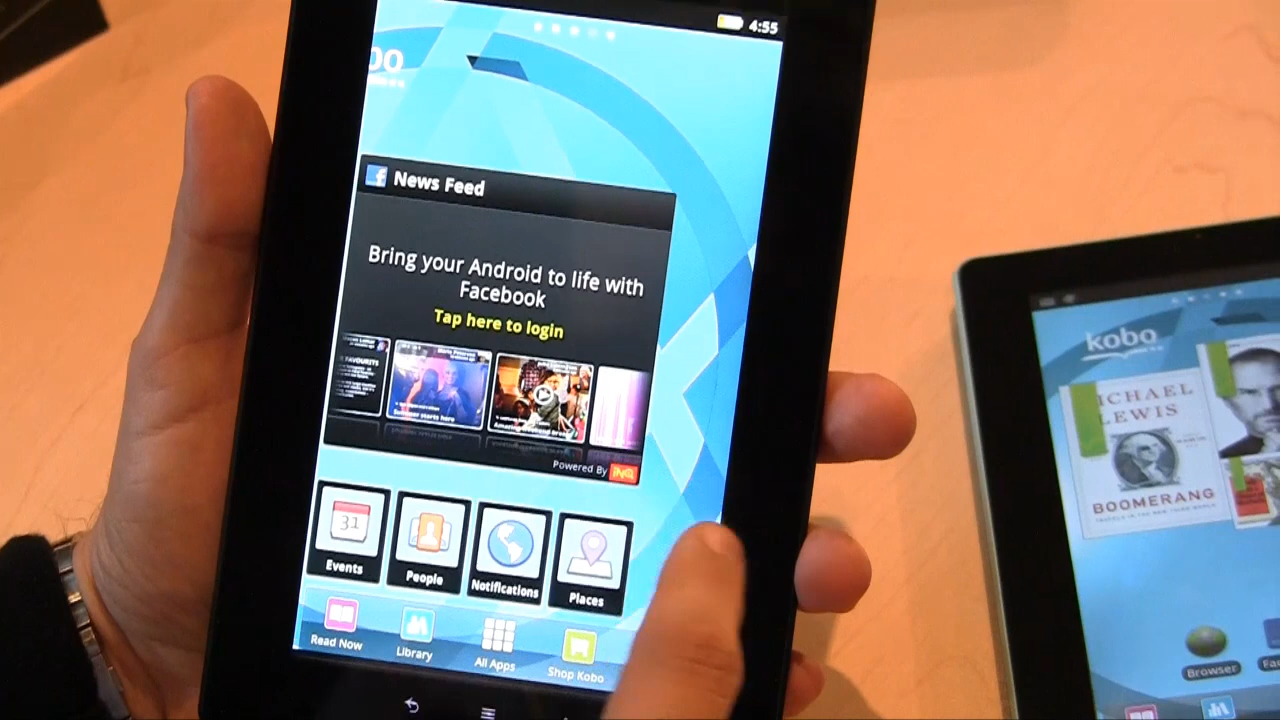 4:55
News Feed
Bring your Android to life with
Facebook
Tap here to login
Powered By INQ
31
Events
People
Notifications
Places
Read Now
Library
All Apps
Shop Kobo
kobo
MICHAEL
LEWIS
BOOMERANG
Browser